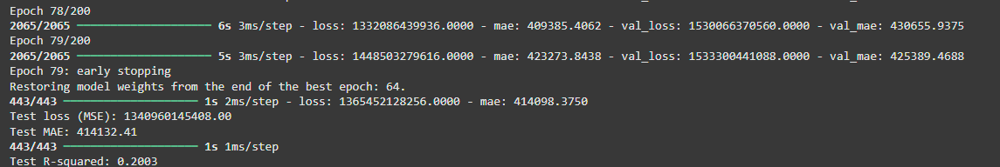 Epoch 78/200
2065/2065 ━━━━━━━━━━━━━━━━━━━━ 6s 3ms/step - loss: 1332086439936.0000 - mae: 409385.4062 - val_loss: 1530066370560.0000 - val_mae: 430655.9375
Epoch 79/200
2065/2065 ━━━━━━━━━━━━━━━━━━━━ 5s 3ms/step - loss: 1448503279616.0000 - mae: 423273.8438 - val_loss: 1533300441088.0000 - val_mae: 425389.4688
Epoch 79: early stopping
Restoring model weights from the end of the best epoch: 64.
443/443 ━━━━━━━━━━━━━━━━━━━━ 1s 2ms/step - loss: 1365452128256.0000 - mae: 414098.3750
Test loss (MSE): 1340960145408.00
Test MAE: 414132.41
443/443 ━━━━━━━━━━━━━━━━━━━━ 1s 1ms/step
Test R-squared: 0.2003